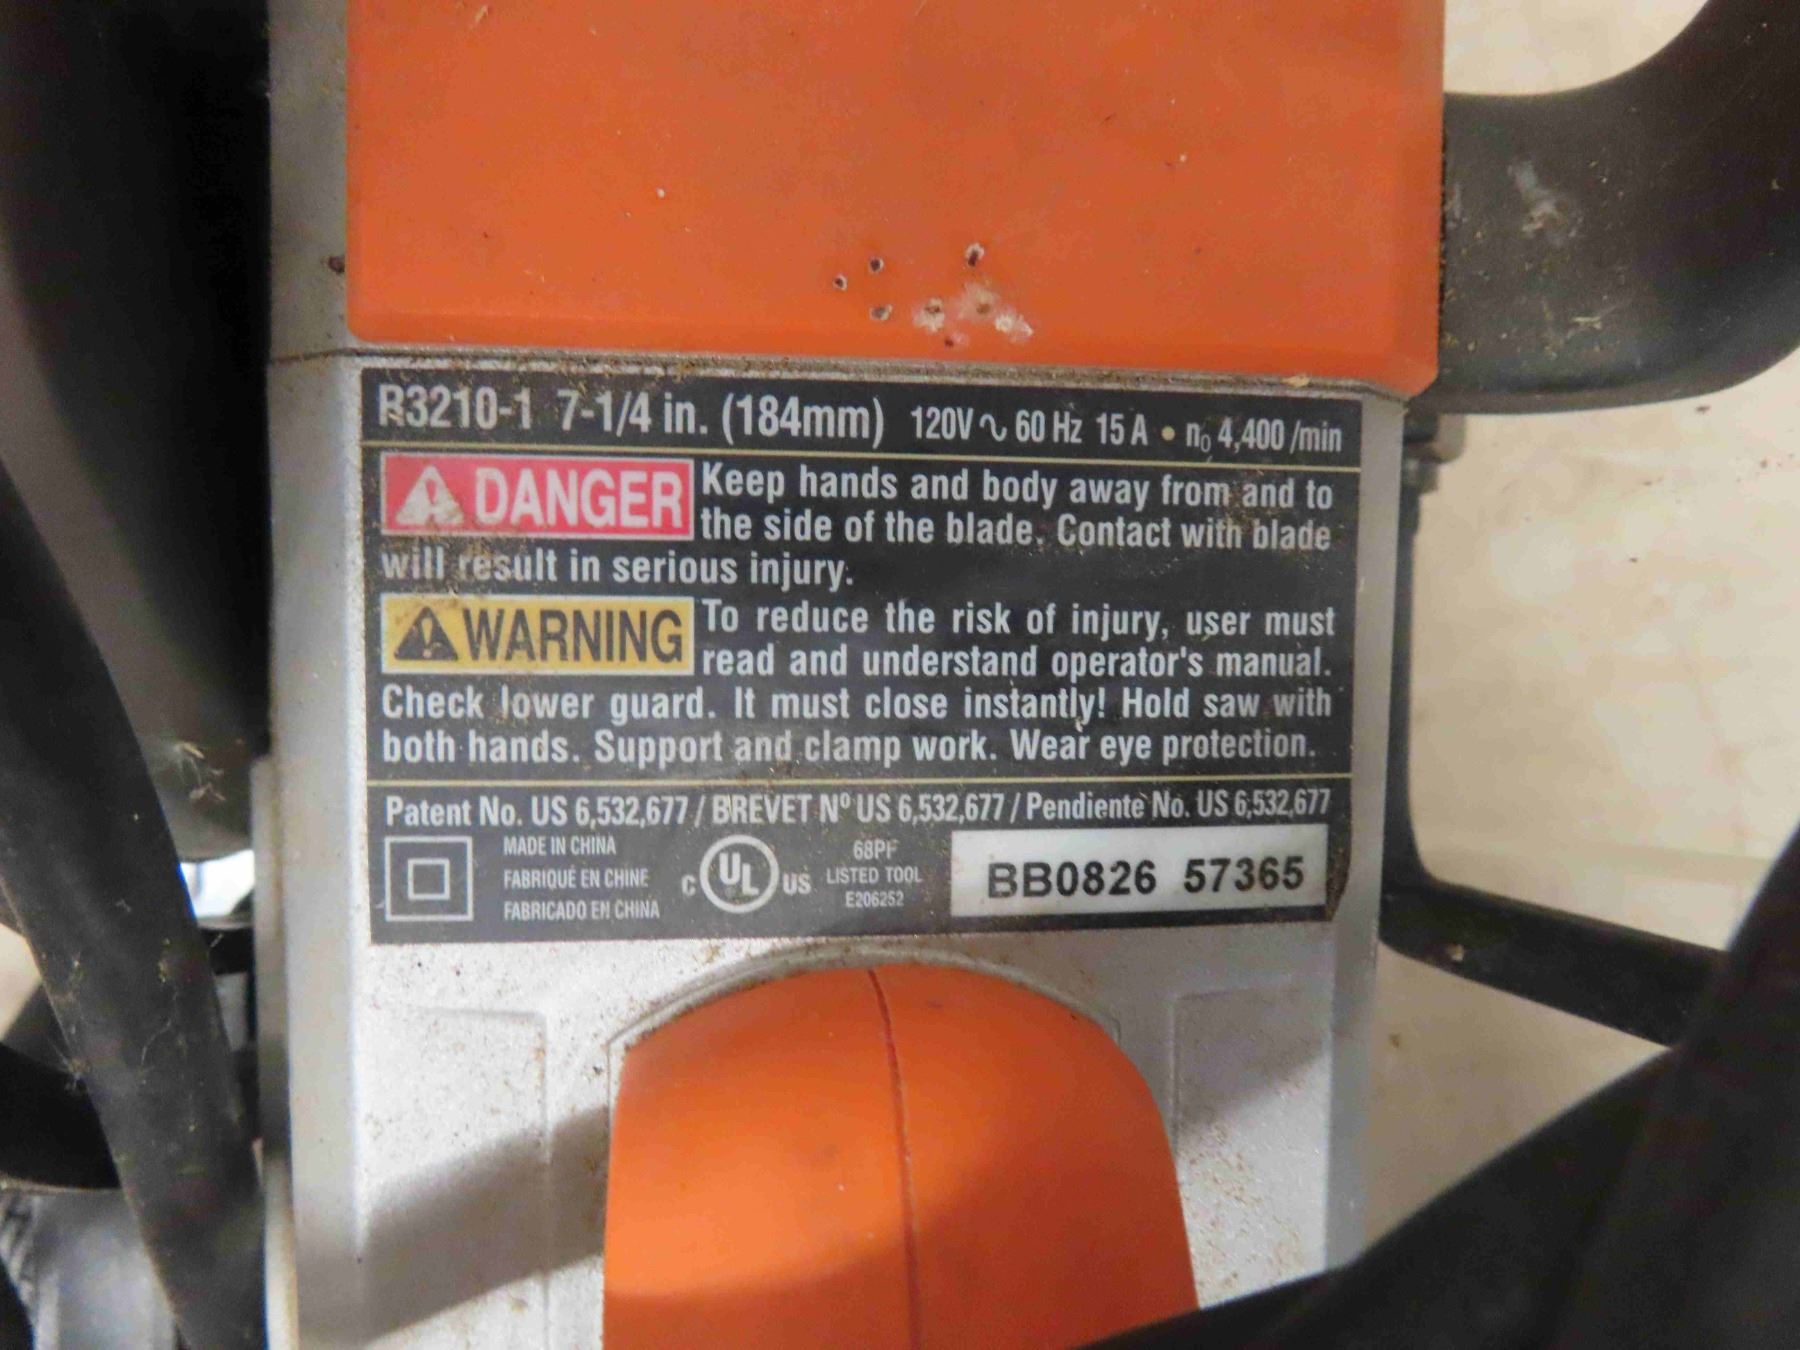 R3210-1 7-1/4 in. (184mm) 120V ∿ 60 Hz 15 A • n₀ 4,400 /min
DANGER Keep hands and body away from and to
the side of the blade. Contact with blade
will result in serious injury.
WARNING To reduce the risk of injury, user must
read and understand operator's manual.
Check lower guard. It must close instantly! Hold saw with
both hands. Support and clamp work. Wear eye protection.
Patent No. US 6,532,677 / BREVET Nº US 6,532,677 / Pendiente No. US 6,532,677
MADE IN CHINA
FABRIQUÉ EN CHINE
FABRICADO EN CHINA
C UL US
68PF
LISTED TOOL
E206252
BB0826 57365